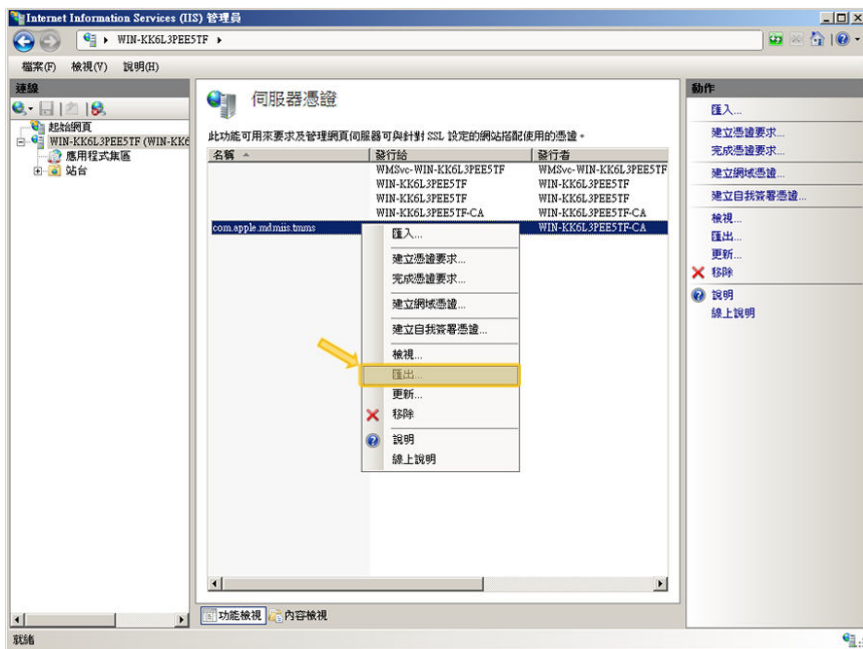 Internet Information Services (IIS) 管理員
WIN-KK6L3PEE5TF
檔案(F) 檢視(V) 說明(H)
連線
起始網頁
WIN-KK6L3PEE5TF (WIN-KK6
應用程式集區
站台
伺服器憑證
此功能可用來要求及管理網頁伺服器可與針對 SSL 設定的網站搭配使用的憑證。
名稱 發行給 發行者
WMSvc-WIN-KK6L3PEE5TF WMSvc-WIN-KK6L3PEE5TF
WIN-KK6L3PEE5TF WIN-KK6L3PEE5TF
WIN-KK6L3PEE5TF WIN-KK6L3PEE5TF
WIN-KK6L3PEE5TF-CA WIN-KK6L3PEE5TF-CA
com.apple.mdmiis.tmms WIN-KK6L3PEE5TF-CA
匯入...
建立憑證要求...
完成憑證要求...
建立網域憑證...
建立自我簽署憑證...
檢視...
匯出...
更新...
移除
說明
線上說明
動作
匯入...
建立憑證要求...
完成憑證要求...
建立網域憑證...
建立自我簽署憑證...
檢視...
匯出...
更新...
移除
說明
線上說明
功能檢視 內容檢視
就緒